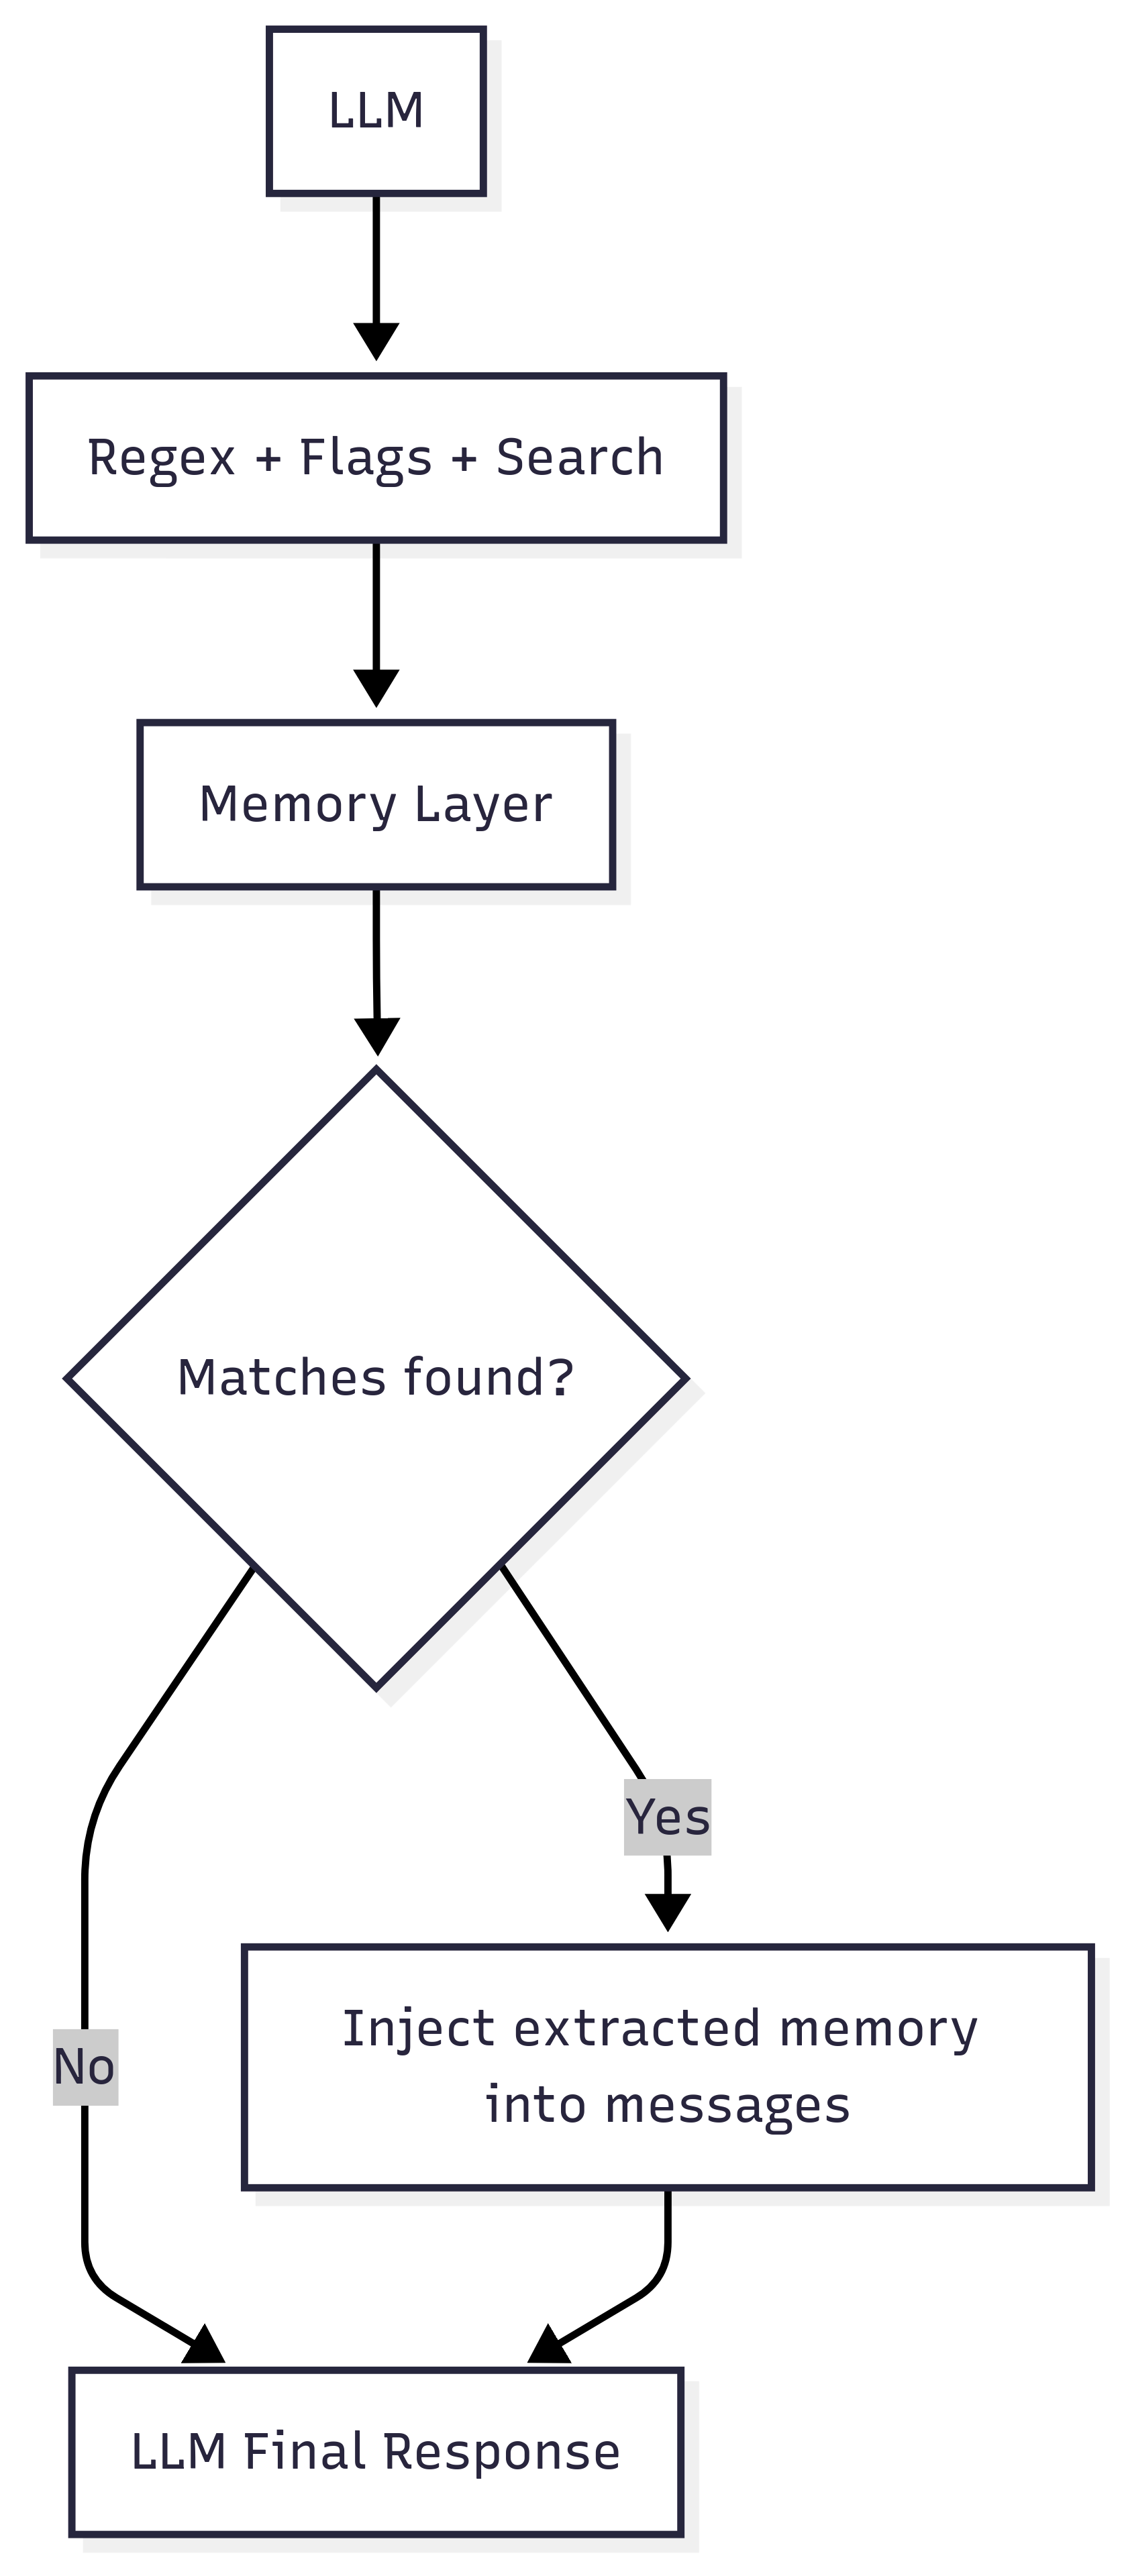 LLM
Regex + Flags + Search
Memory Layer
Matches found?
Yes
No
Inject extracted memory
into messages
LLM Final Response